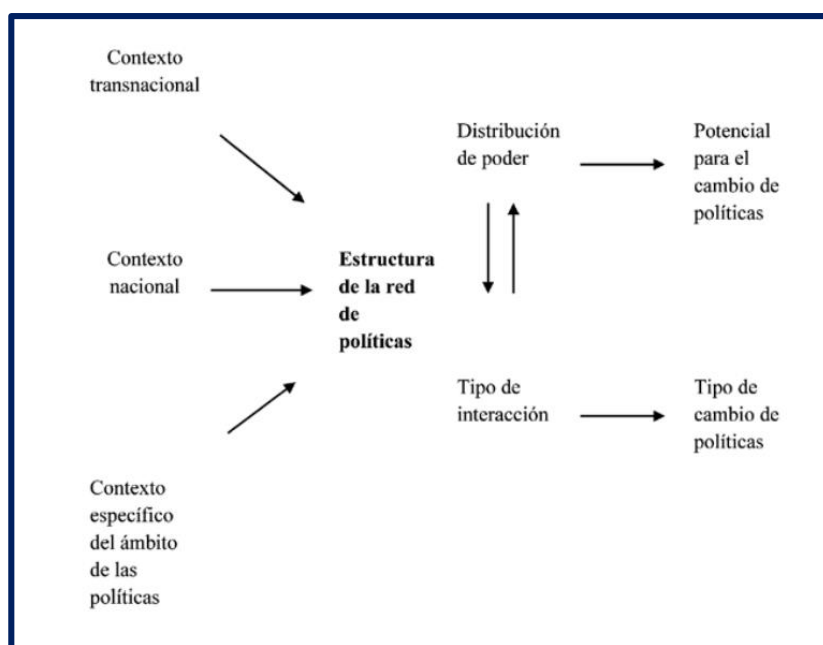 Contexto
transnacional
Distribución
de poder
Potencial
para el
cambio de
políticas
Contexto
nacional
Estructura
de la red
de
políticas
Tipo de
interacción
Tipo de
cambio de
políticas
Contexto
específico
del ámbito
de las
políticas